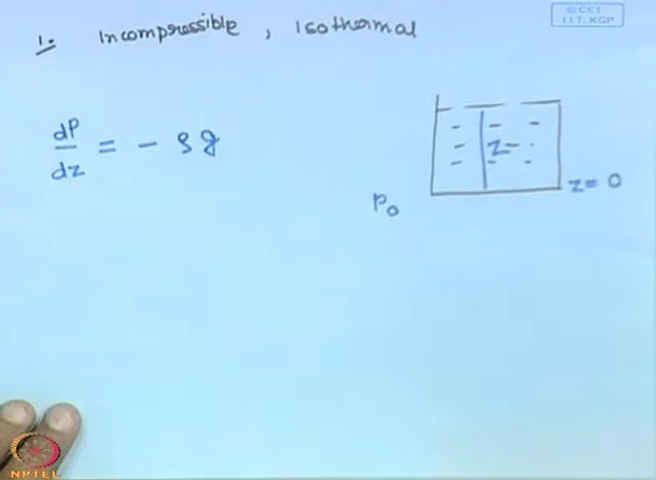 © CET
I.I.T. KGP
1. Incompressible, Isothermal
dP/dz = - ρg
z
z = 0
P₀
NPTEL